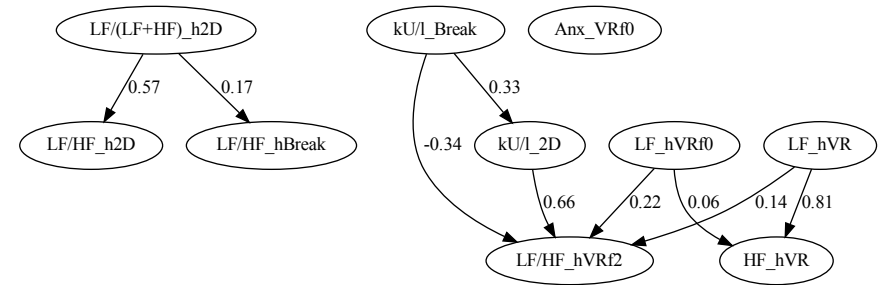 LF/(LF+HF)_h2D
kU/l_Break
Anx_VRf0
0.57
0.17
0.33
LF/HF_h2D
LF/HF_hBreak
-0.34
kU/l_2D
LF_hVRf0
LF_hVR
0.66
0.22
0.06
0.14
0.81
LF/HF_hVRf2
HF_hVR